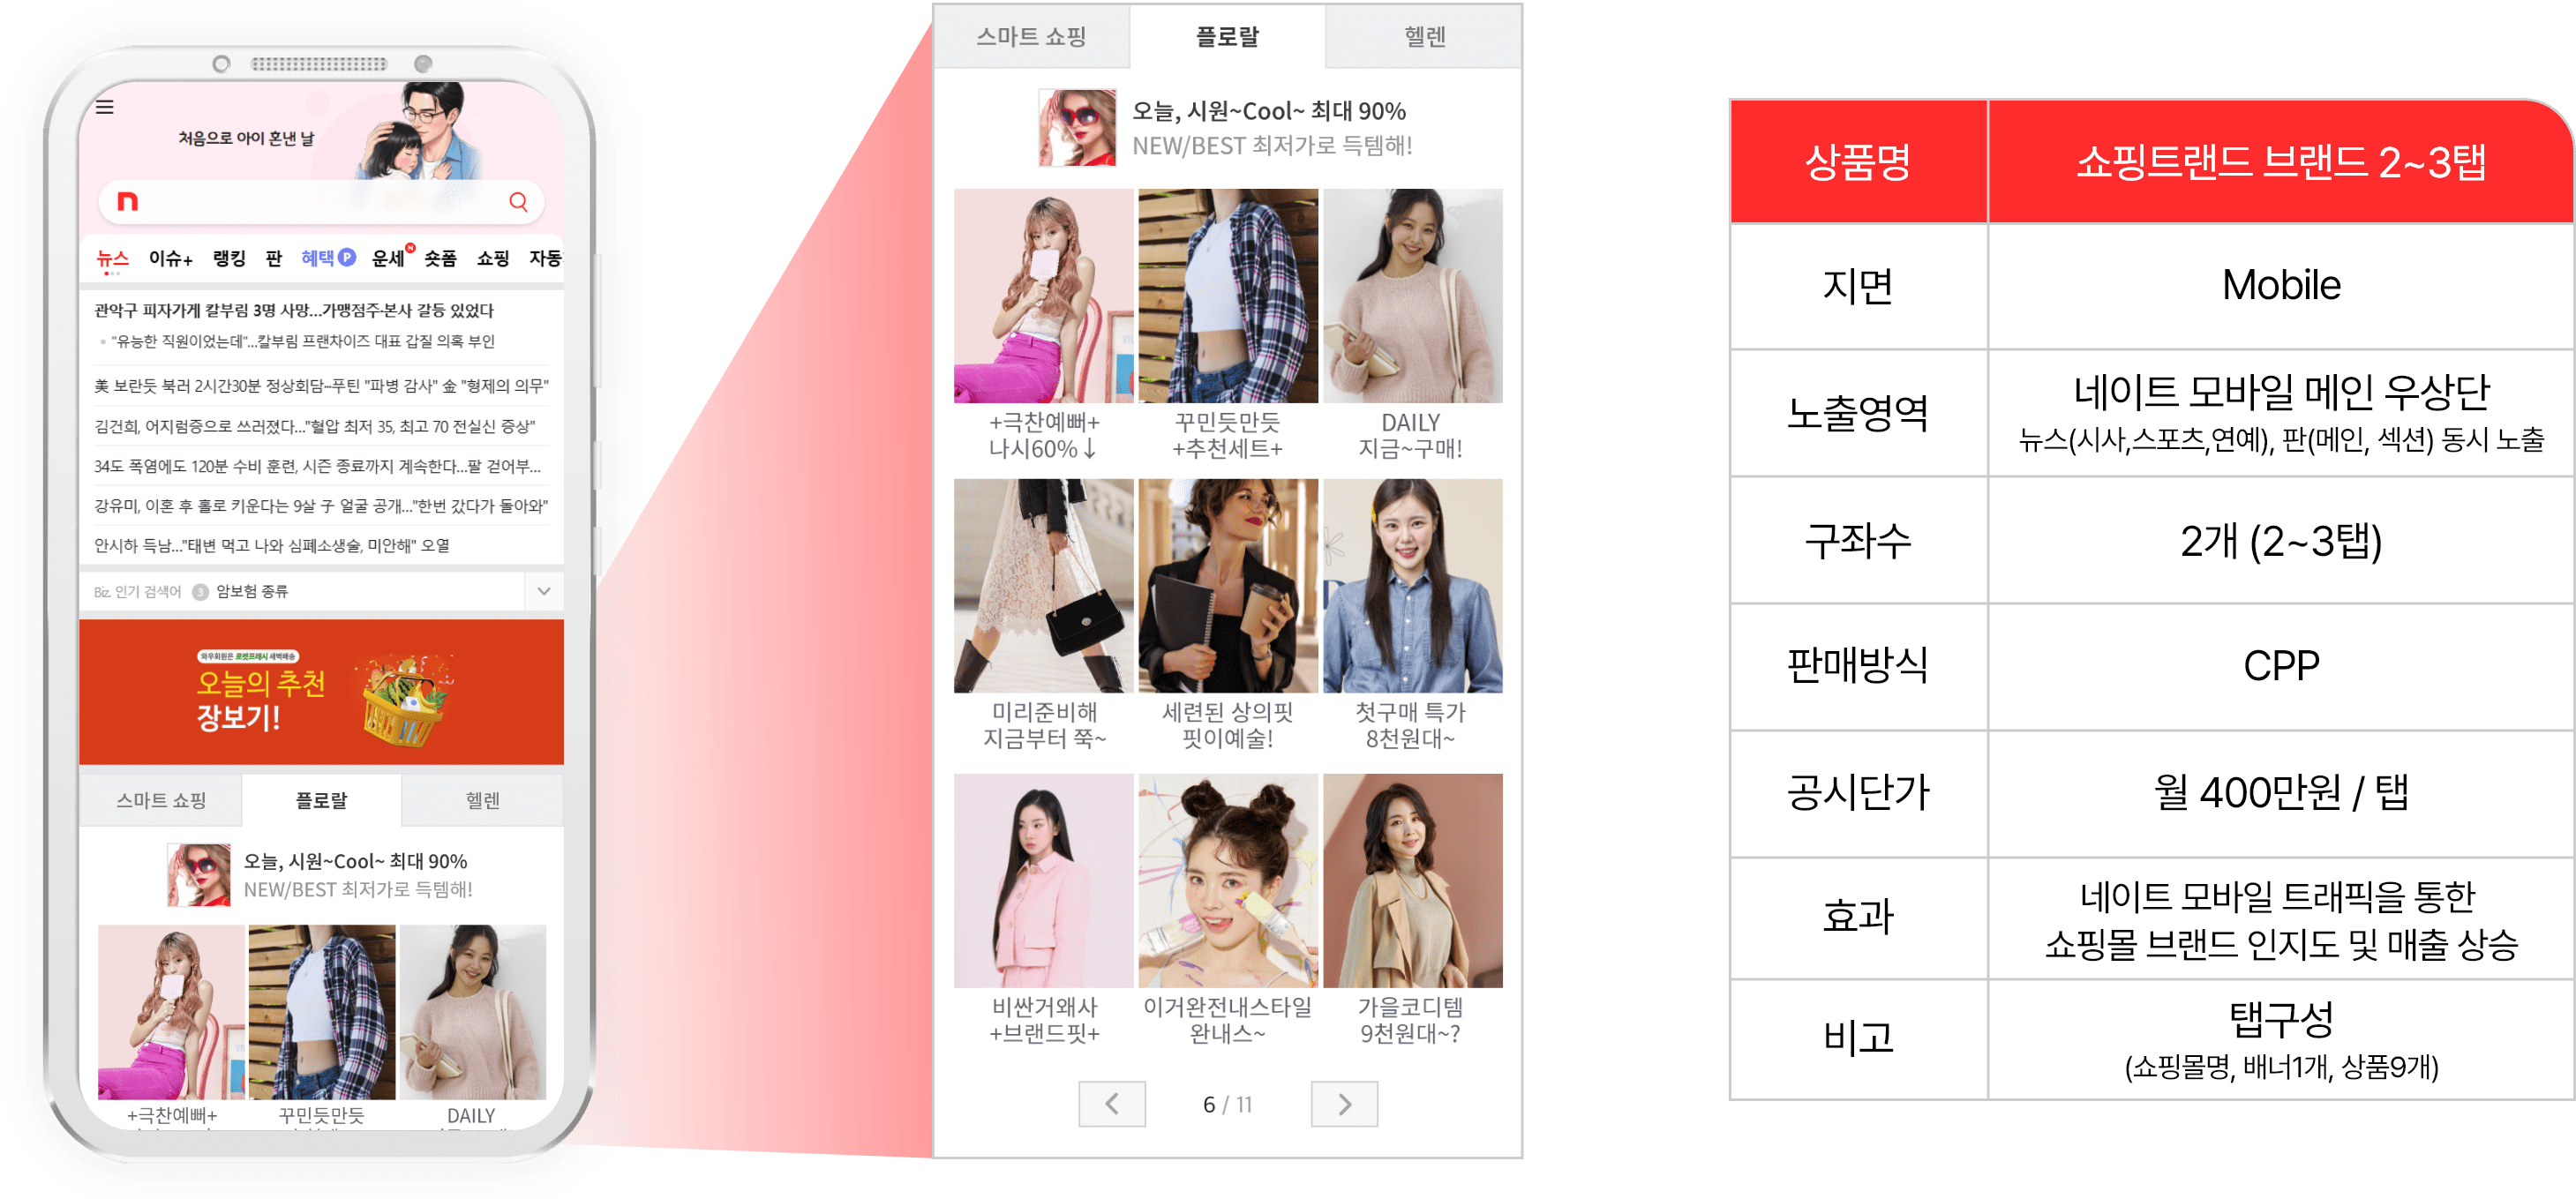 처음으로 아이 혼낸 날
n
뉴스 이슈+ 랭킹 판 혜택 P 운세 N 숏폼 쇼핑 자동
관악구 피자가게 칼부림 3명 사망...가맹점주·본사 갈등 있었다
"유능한 직원이었는데"...칼부림 프랜차이즈 대표 갑질 의혹 부인
美 보란듯 북러 2시간30분 정상회담…푸틴 "파병 감사" 金 "형제의 의무"
김건희, 어지럼증으로 쓰러졌다..."혈압 최저 35, 최고 70 전실신 증상"
34도 폭염에도 120분 수비 훈련, 시즌 종료까지 계속한다...팔 걷어부...
강유미, 이혼 후 홀로 키운다는 9살 子 얼굴 공개..."한번 갔다가 돌아와"
안시하 득남..."태변 먹고 나와 심폐소생술, 미안해" 오열
Biz. 인기 검색어 3 암보험 종류
와우회원은 로켓프레시 새벽배송
오늘의 추천
장보기!
스마트 쇼핑 플로랄 헬렌
오늘, 시원~Cool~ 최대 90%
NEW/BEST 최저가로 득템해!
+극찬예뻐+ 꾸민듯만듯 DAILY
스마트 쇼핑 플로랄 헬렌
오늘, 시원~Cool~ 최대 90%
NEW/BEST 최저가로 득템해!
+극찬예뻐+ 꾸민듯만듯 DAILY
나시60%↓ +추천세트+ 지금~구매!
미리준비해 세련된 상의핏 첫구매 특가
지금부터 쭉~ 핏이예술! 8천원대~
비싼거왜사 이거완전내스타일 가을코디템
+브랜드핏+ 완내스~ 9천원대~?
6 / 11
상품명 쇼핑트랜드 브랜드 2~3탭
지면 Mobile
노출영역 네이트 모바일 메인 우상단
뉴스(시사,스포츠,연예), 판(메인, 섹션) 동시 노출
구좌수 2개 (2~3탭)
판매방식 CPP
공시단가 월 400만원 / 탭
효과 네이트 모바일 트래픽을 통한
쇼핑몰 브랜드 인지도 및 매출 상승
비고 탭구성
(쇼핑몰명, 배너1개, 상품9개)